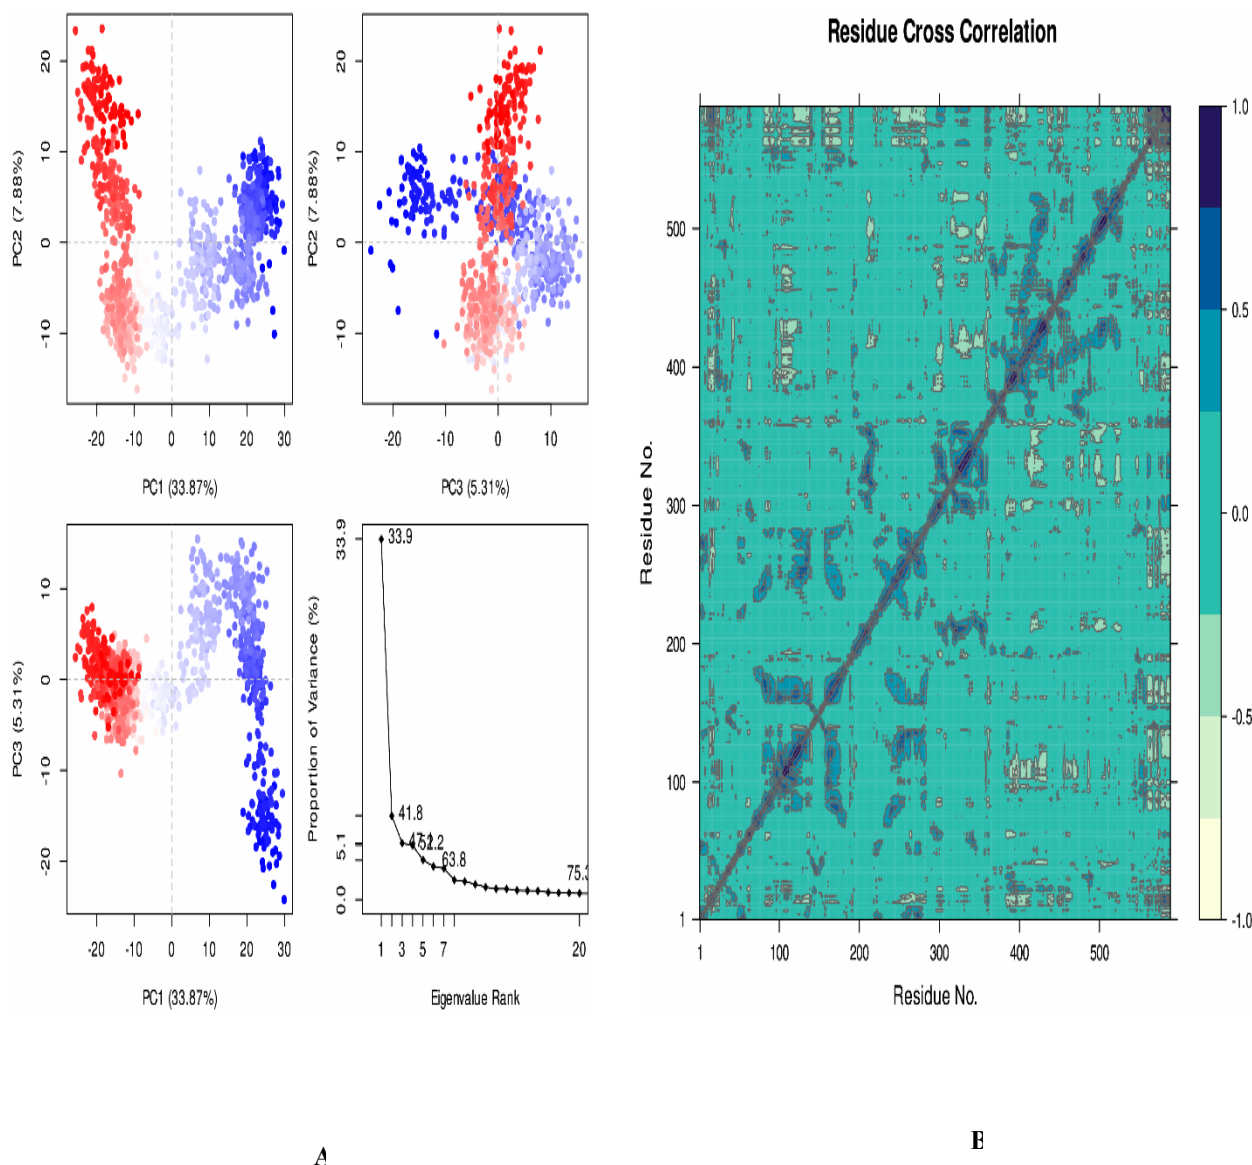 Residue Cross Correlation
PC2 (7.88%)
20
10
0
-10
-20 -10 0 10 20 30
PC1 (33.87%)
PC2 (7.88%)
20
10
0
-10
-20 0 10
PC3 (5.31%)
PC3 (5.31%)
10
0
-10
-20
-20 -10 0 10 20 30
PC1 (33.87%)
Proportion of Variance (%)
33.9
5.1
0.0
33.9
41.8
63.8
1 3 5 7 20
Eigenvalue Rank
Residue No.
500
400
300
200
100
1
1 100 200 300 400 500
Residue No.
1.0
0.5
0.0
-0.5
-1.0
A
B